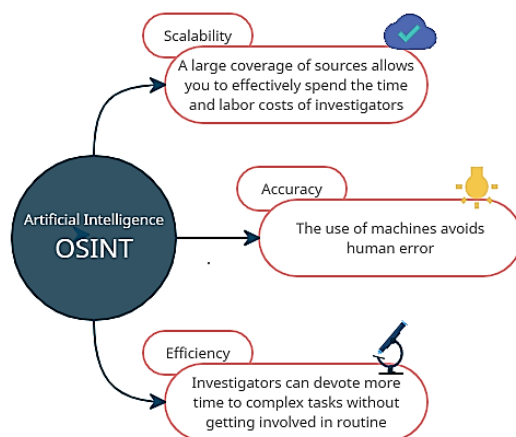 Scalability
A large coverage of sources allows
you to effectively spend the time
and labor costs of investigators
Artificial Intelligence
OSINT
Accuracy
The use of machines avoids
human error
Efficiency
Investigators can devote more
time to complex tasks without
getting involved in routine